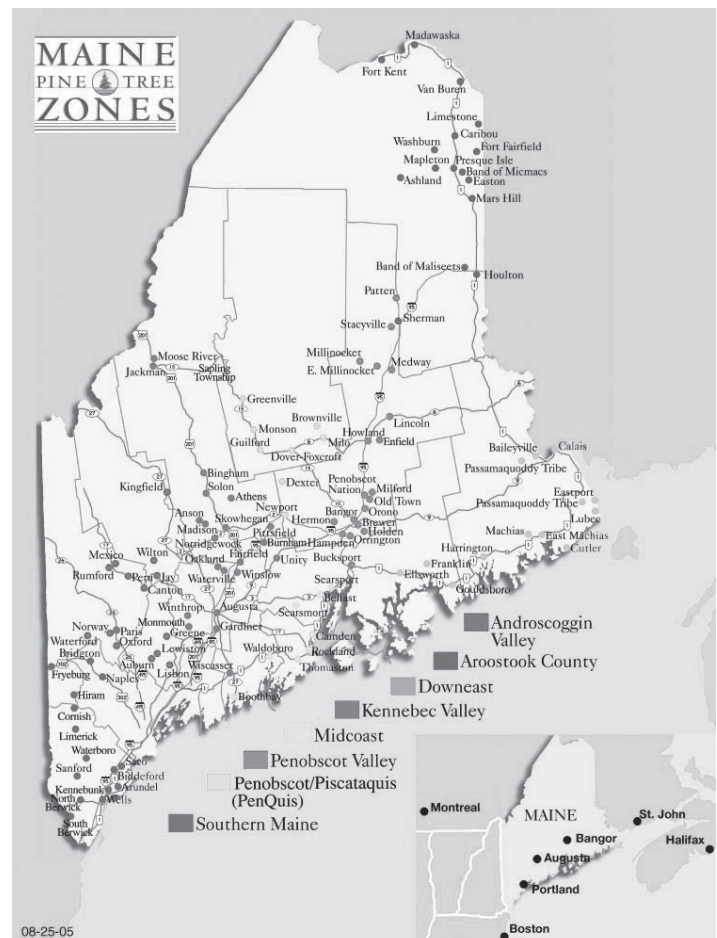 MAINE
PINE TREE
ZONES
Madawaska
Fort Kent
Van Buren
Limestone
Caribou
Washburn
Fort Fairfield
Mapleton
Presque Isle
Band of Micmacs
Ashland
Easton
Mars Hill
Band of Maliseets
Houlton
Patten
Sherman
Stacyville
Moose River
Jackman
Sapling
Township
Millinocket
Medway
E. Millinocket
Greenville
Brownville
Lincoln
Monson
Howland
Guilford
Milo
Enfield
Dover-Foxcroft
Baileyville
Calais
Bingham
Passamaquoddy Tribe
Kingfield
Solon
Dexter
Penobscot
Nation
Milford
Athens
Old Town
Eastport
Newport
Orono
Passamaquoddy Tribe
Anson
Bangor
Skowhegan
Hermon
Brewer
Lubec
Madison
Pittsfield
Holden
Machias
Norridgewock
Burnham
Hampden
Orrington
East Machias
Mexico
Wilton
Fairfield
Harrington
Cutler
Oakland
Unity
Bucksport
Franklin
Rumford
Peru
Jay
Waterville
Winslow
Ellsworth
Canton
Searsport
Gouldsboro
Winthrop
Augusta
Belfast
Searsmont
Norway
Paris
Monmouth
Gardiner
Waterford
Oxford
Greene
Camden
Bridgton
Lewiston
Waldoboro
Rockland
Auburn
Wiscasset
Thomaston
Fryeburg
Naples
Lisbon
Boothbay
Hiram
Cornish
Limerick
Waterboro
Saco
Sanford
Biddeford
Kennebunk
Arundel
North
Berwick
Wells
South
Berwick
Androscoggin
Valley
Aroostook County
Downeast
Kennebec Valley
Midcoast
Penobscot Valley
Penobscot/Piscataquis
(PenQuis)
Southern Maine
Montreal
MAINE
St. John
Bangor
Halifax
Augusta
Portland
Boston
08-25-05